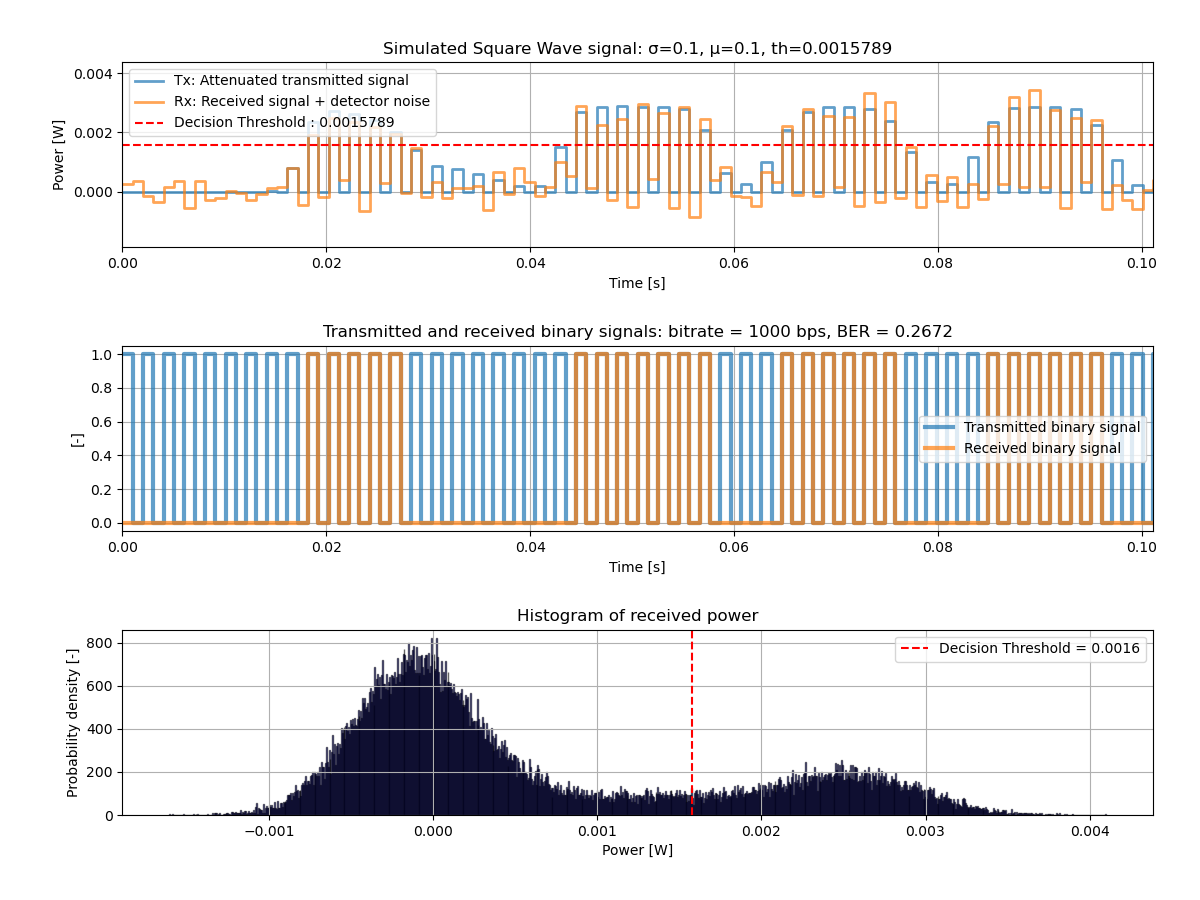 Simulated Square Wave signal: σ=0.1, μ=0.1, th=0.0015789
Power [W]
0.004
0.002
0.000
Tx: Attenuated transmitted signal
Rx: Received signal + detector noise
Decision Threshold : 0.0015789
0.00 0.02 0.04 0.06 0.08 0.10
Time [s]
Transmitted and received binary signals: bitrate = 1000 bps, BER = 0.2672
[-]
1.0
0.8
0.6
0.4
0.2
0.0
Transmitted binary signal
Received binary signal
0.00 0.02 0.04 0.06 0.08 0.10
Time [s]
Histogram of received power
Probability density [-]
800
600
400
200
0
Decision Threshold = 0.0016
−0.001 0.000 0.001 0.002 0.003 0.004
Power [W]